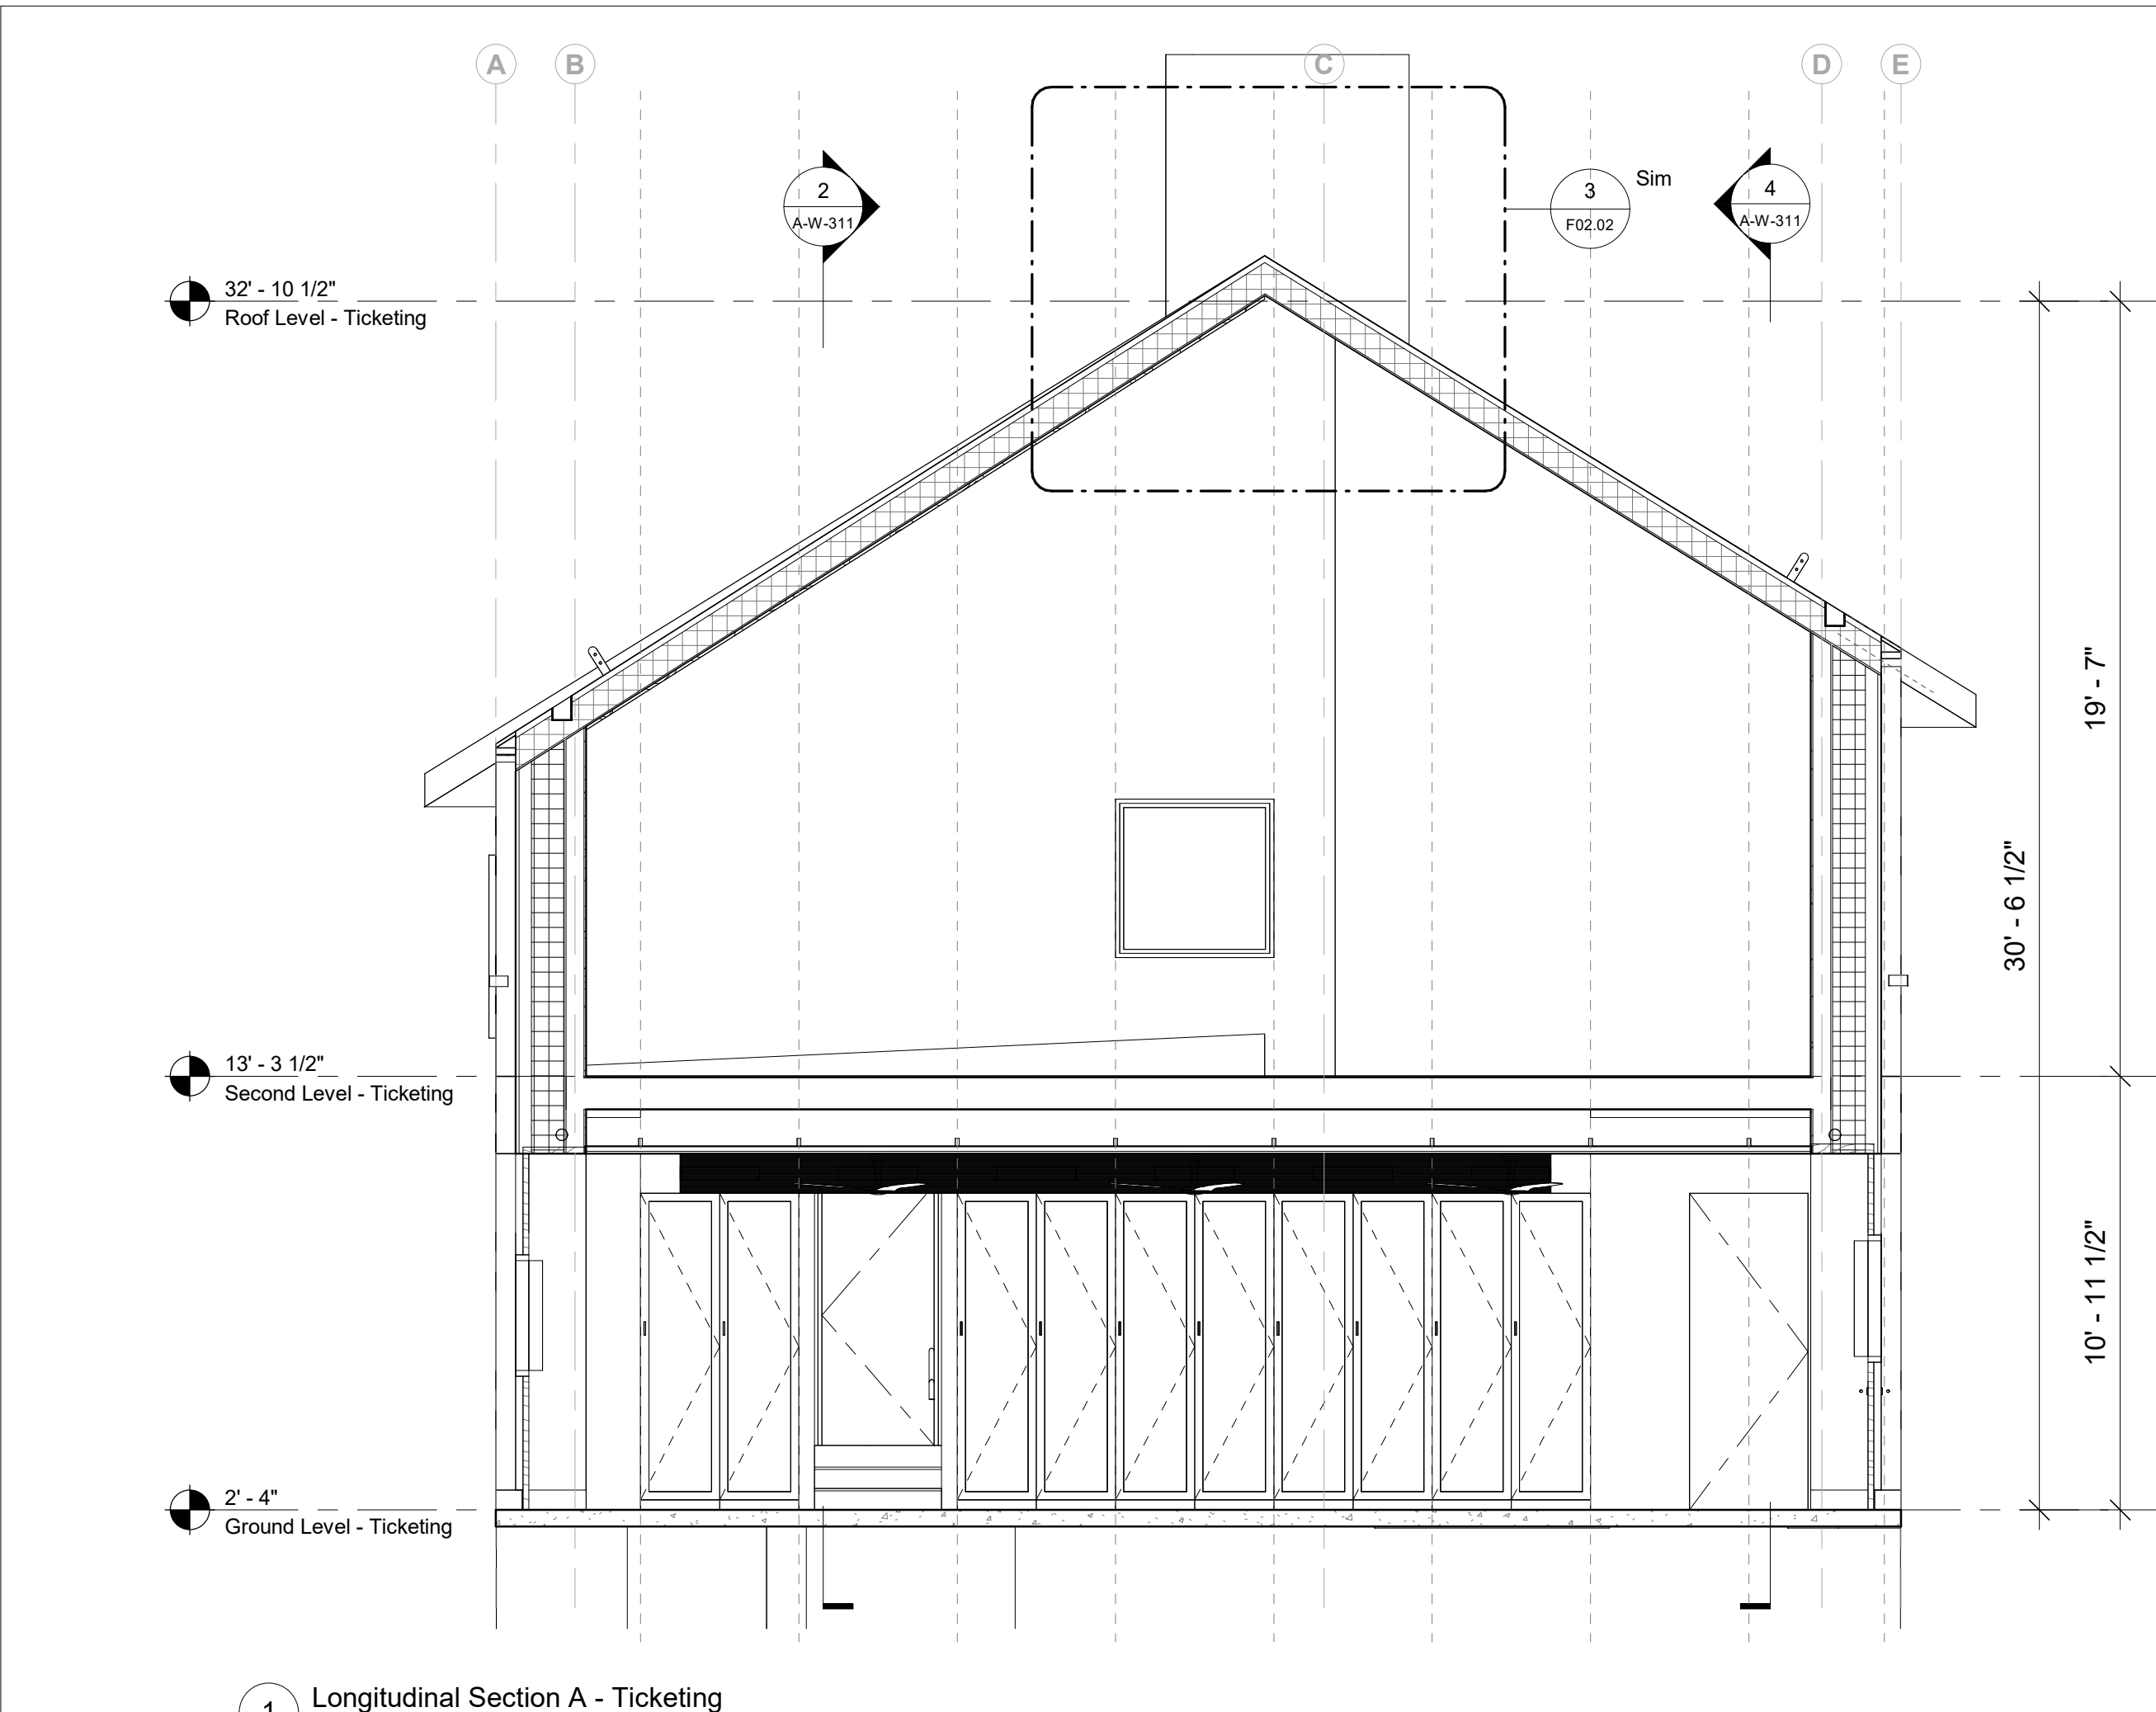 A
B
C
D
E
2
A-W-311
3
F02.02
Sim
4
A-W-311
32' - 10 1/2"
Roof Level - Ticketing
19' - 7"
30' - 6 1/2"
13' - 3 1/2"
Second Level - Ticketing
10' - 11 1/2"
2' - 4"
Ground Level - Ticketing
1
Longitudinal Section A - Ticketing